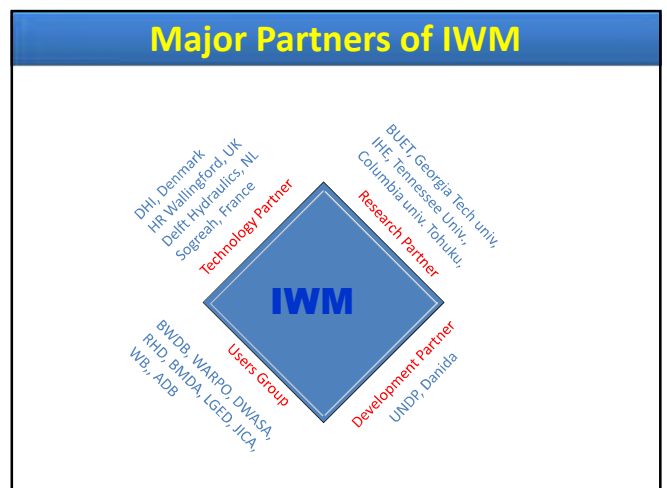 Major Partners of IWM
DHI, Denmark
HR Wallingford, UK
Delft Hydraulics, NL
Sogreah, France
Technology Partner
BUET, Georgia Tech univ,
IHE, Tennessee Univ.,
Columbia univ. Tohuku,
Research Partner
IWM
Users Group
BWDB, WARPO, DWASA,
RHD, BMDA, LGED, JICA,
WB,, ADB
Development Partner
UNDP, Danida